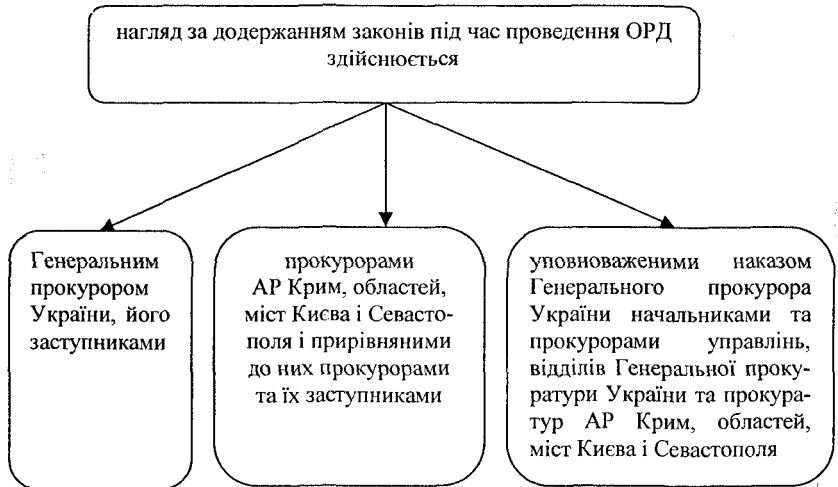 нагляд за додержанням законів під час проведення ОРД
здійснюється
Генеральним
прокурором
України, його
заступниками
прокурорами
АР Крим, областей,
міст Києва і Севасто-
поля і прирівняними
до них прокурорами
та їх заступниками
уповноваженими наказом
Генерального прокурора
України начальниками та
прокурорами управлінь,
відділів Генеральної проку-
ратури України та прокура-
тур АР Крим, областей,
міст Києва і Севастополя